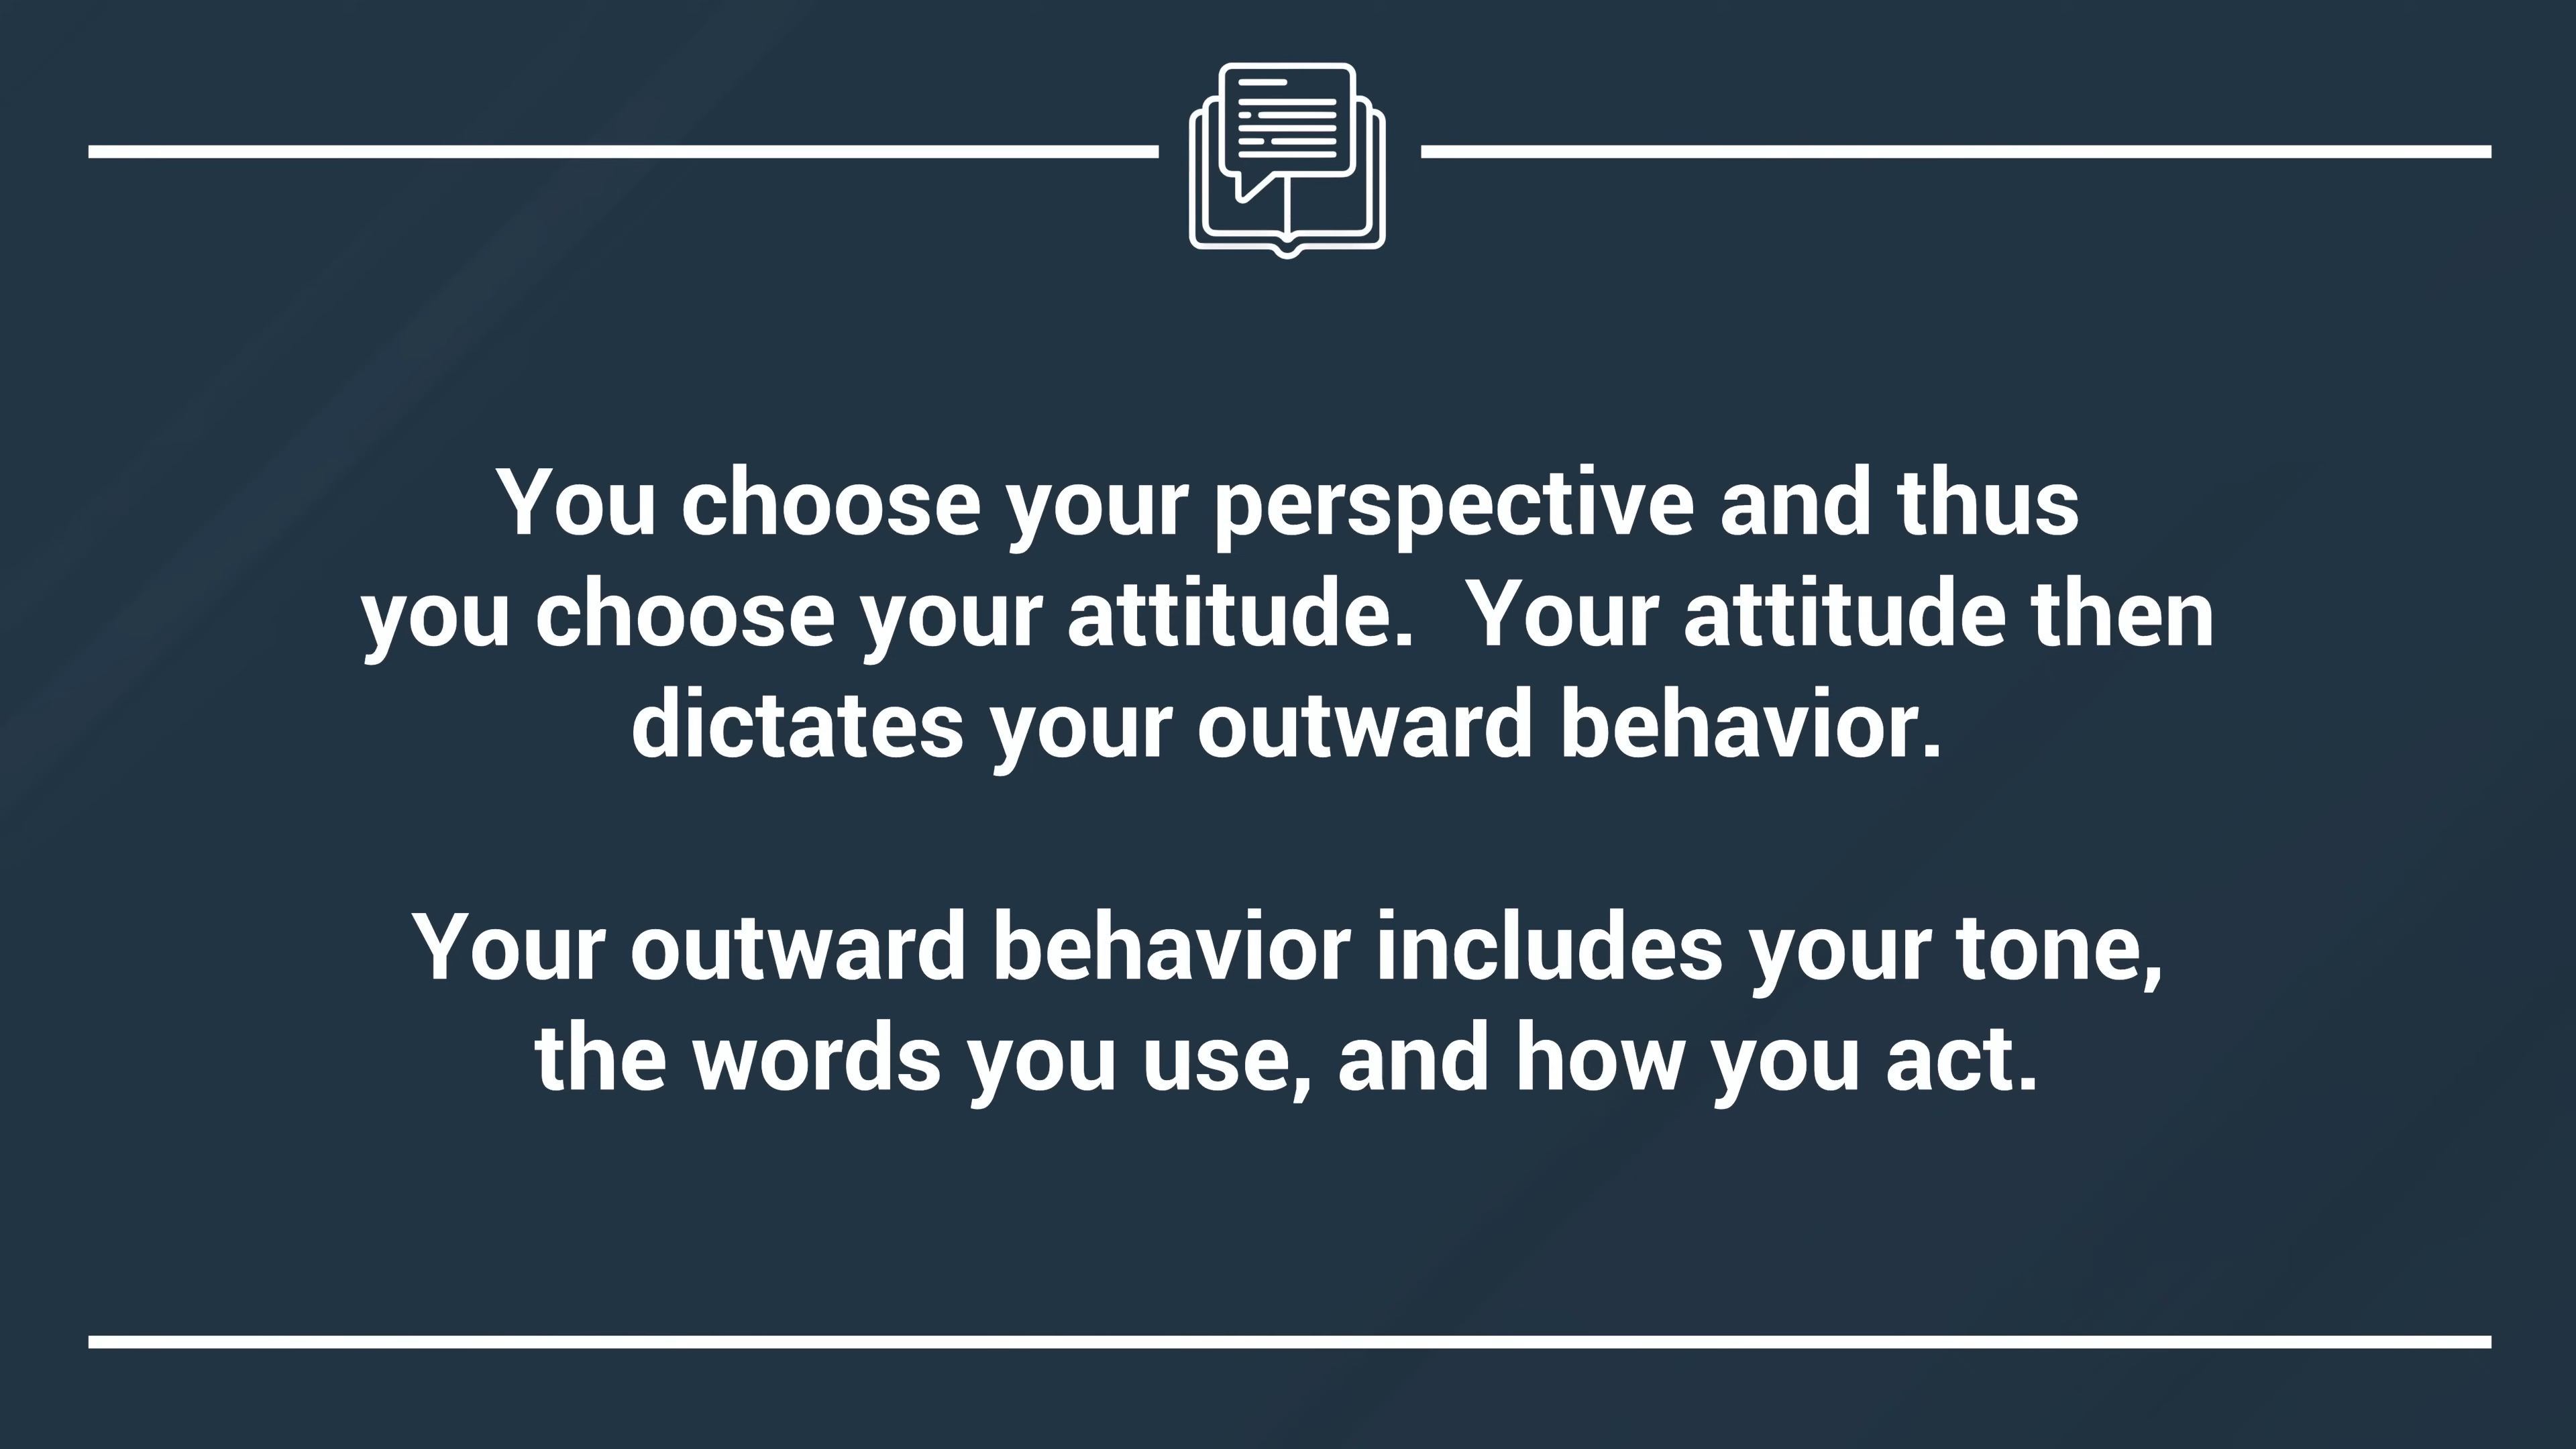 You choose your perspective and thus
you choose your attitude.  Your attitude then
dictates your outward behavior.
Your outward behavior includes your tone,
the words you use, and how you act.